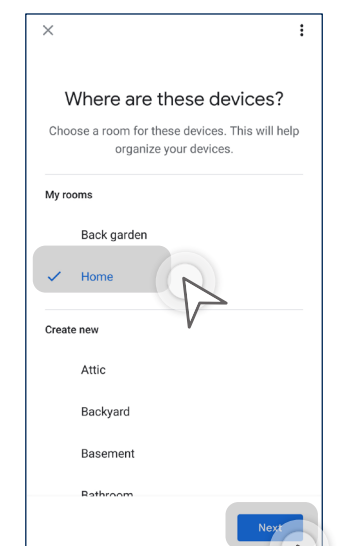 Where are these devices?
Choose a room for these devices. This will help
organize your devices.
My rooms
Back garden
Home
Create new
Attic
Backyard
Basement
Bathroom
Next